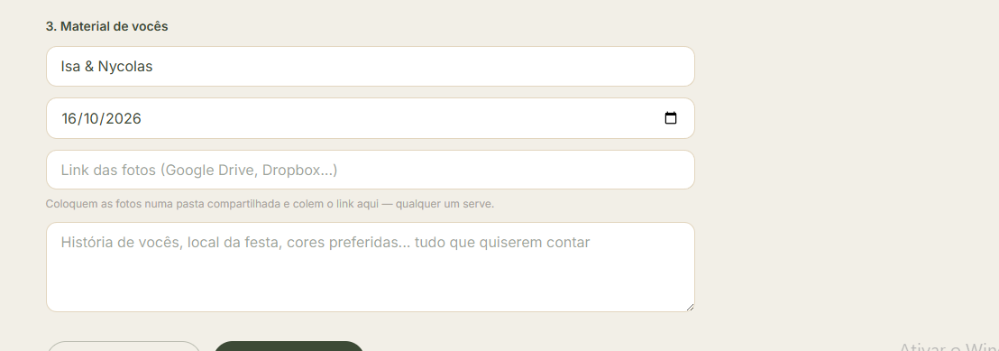 3. Material de vocês
Isa & Nycolas
16/10/2026
Link das fotos (Google Drive, Dropbox...)
Coloquem as fotos numa pasta compartilhada e colem o link aqui — qualquer um serve.
História de vocês, local da festa, cores preferidas... tudo que quiserem contar
Ativar o